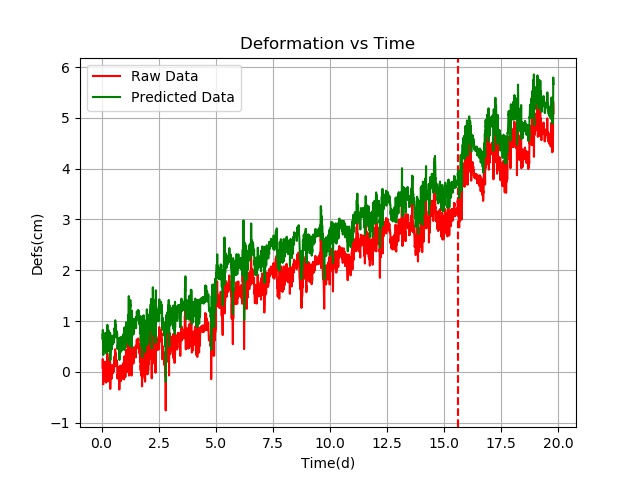 Deformation vs Time
Raw Data
Predicted Data
6
5
4
3
2
1
0
−1
Defs(cm)
0.0 2.5 5.0 7.5 10.0 12.5 15.0 17.5 20.0
Time(d)